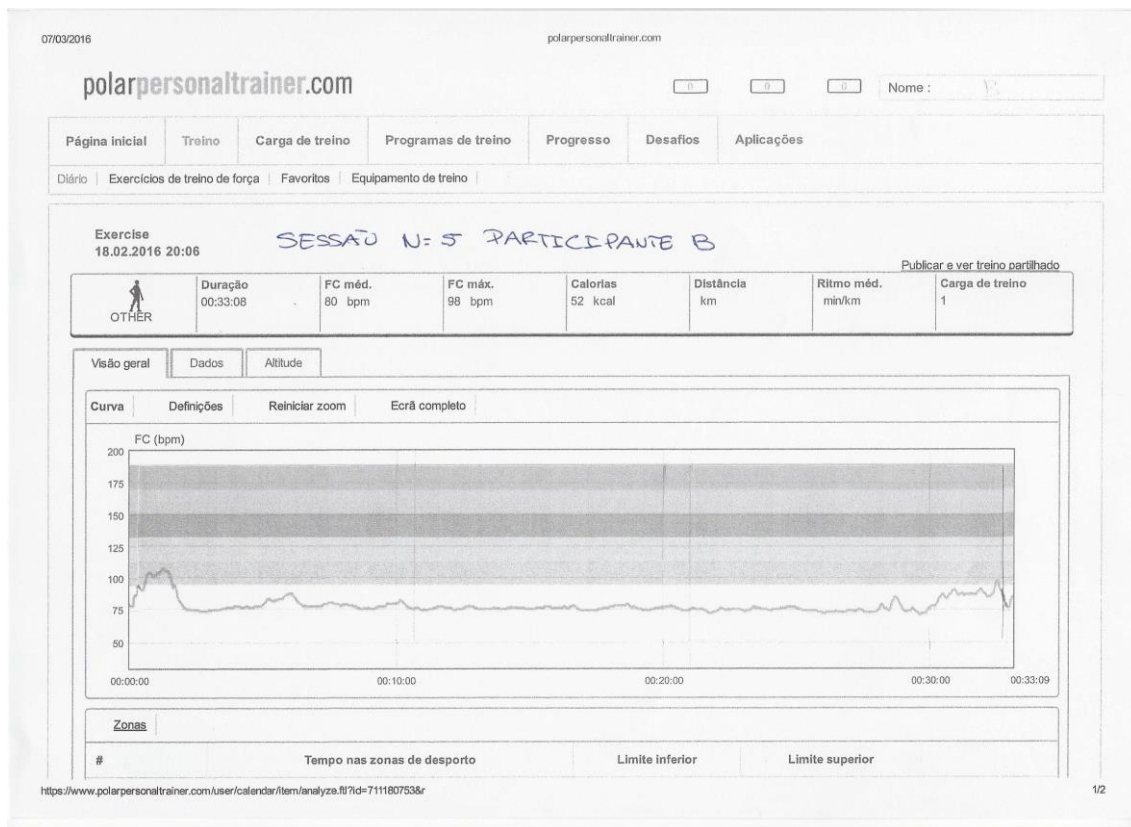 07/03/2016 polarpersonaltrainer.com
polarpersonaltrainer.com 0 0 0 Nome :
Página inicial Treino Carga de treino Programas de treino Progresso Desafios Aplicações
Diário Exercícios de treino de força Favoritos Equipamento de treino
Exercise
18.02.2016 20:06
SESSAÕ N=5 PARTICIPANTE B
Publicar e ver treino partilhado
OTHER
Duração FC méd. FC máx. Calorias Distância Ritmo méd. Carga de treino
00:33:08 80 bpm 98 bpm 52 kcal km min/km 1
Visão geral Dados Altitude
Curva Definições Reiniciar zoom Ecrã completo
FC (bpm)
200
175
150
125
100
75
50
00:00:00 00:10:00 00:20:00 00:30:00 00:33:09
Zonas
# Tempo nas zonas de desporto Limite inferior Limite superior
https://www.polarpersonaltrainer.com/user/calendar/item/analyze.ftl?id=711180753&r 1/2